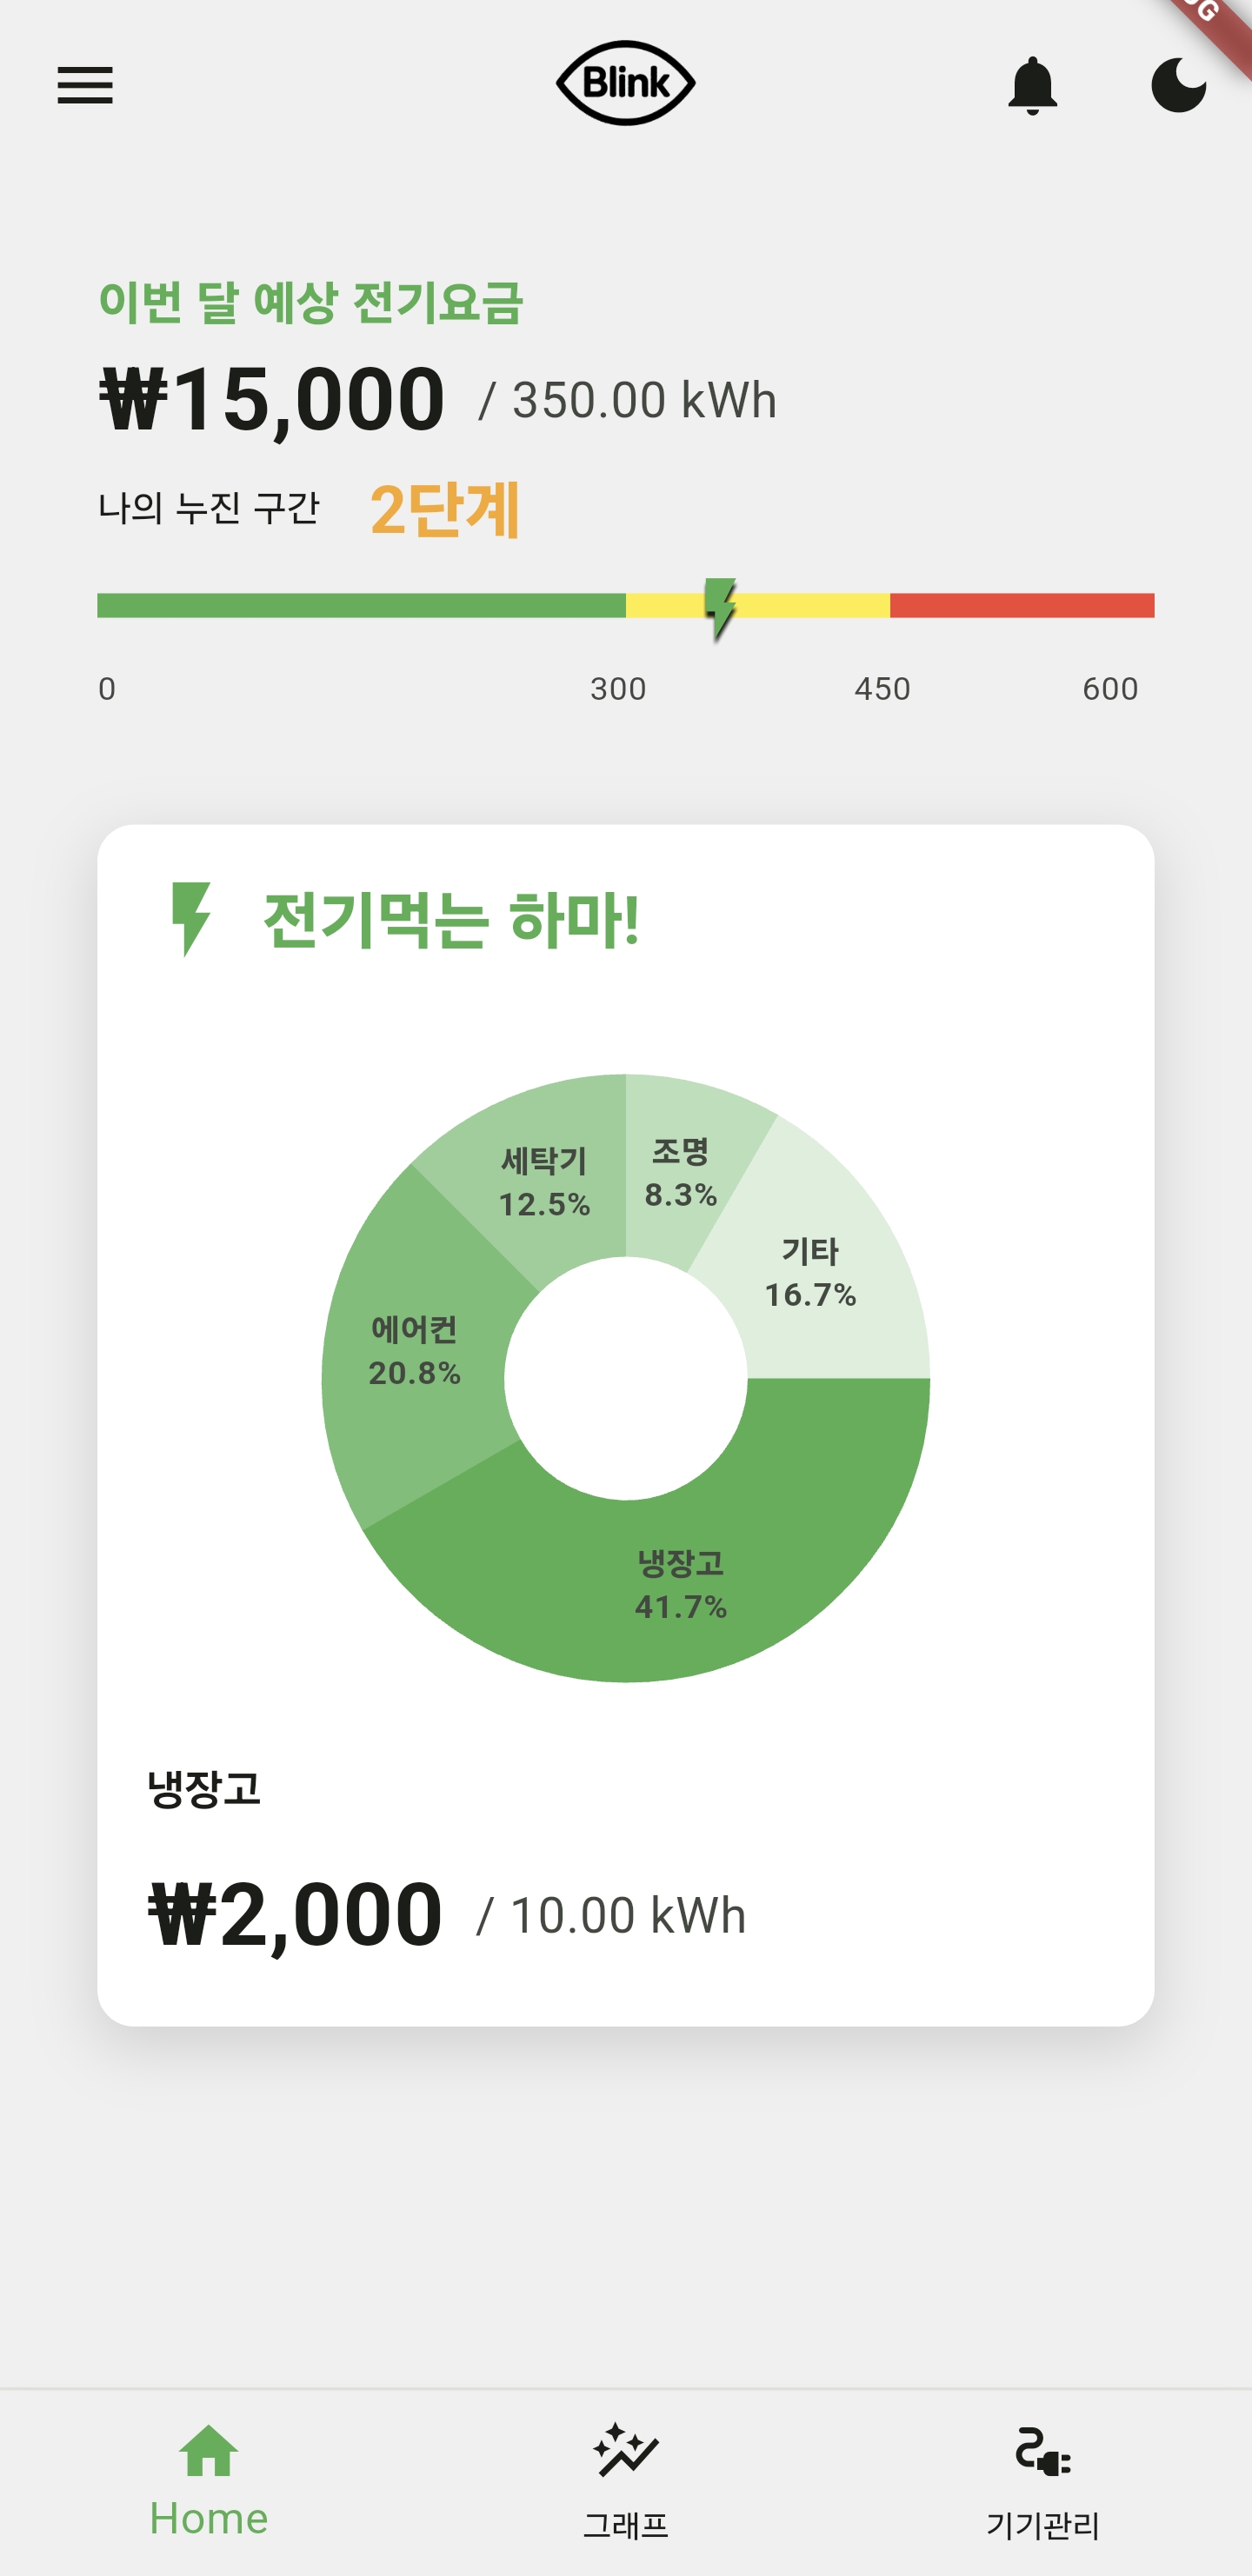 Blink
이번 달 예상 전기요금
₩15,000 / 350.00 kWh
나의 누진 구간 2단계
0 300 450 600
전기먹는 하마!
세탁기
12.5%
조명
8.3%
기타
16.7%
에어컨
20.8%
냉장고
41.7%
냉장고
₩2,000 / 10.00 kWh
Home
그래프
기기관리